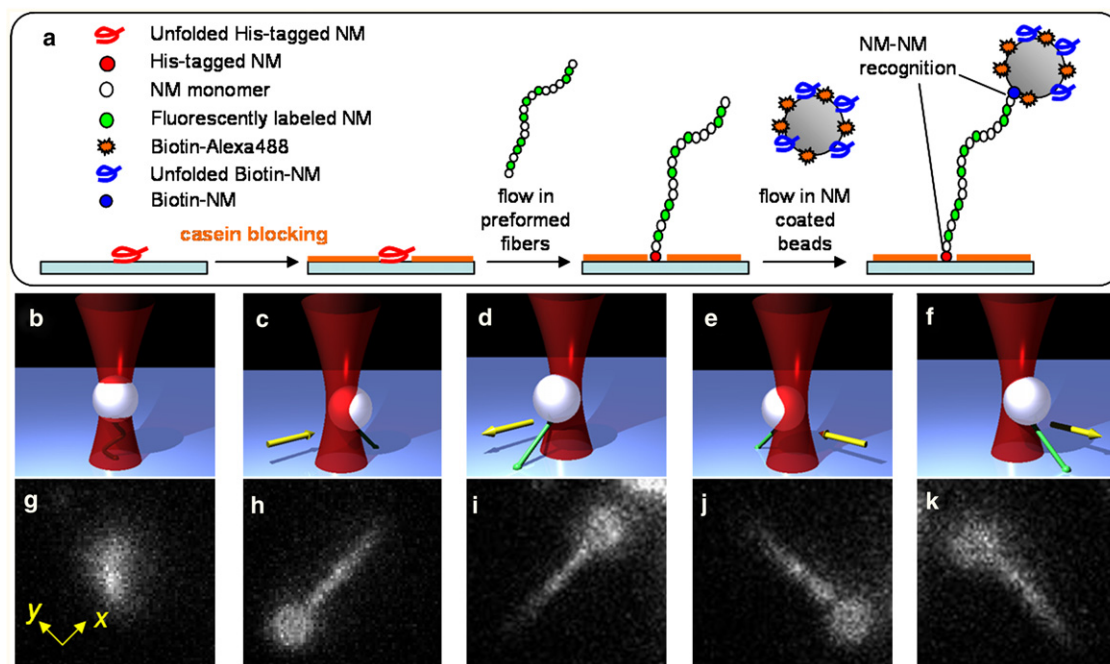 a
Unfolded His-tagged NM
His-tagged NM
NM monomer
Fluorescently labeled NM
Biotin-Alexa488
Unfolded Biotin-NM
Biotin-NM
casein blocking
flow in
preformed
fibers
flow in NM
coated
beads
NM-NM
recognition
b
c
d
e
f
g
h
i
j
k
y
x